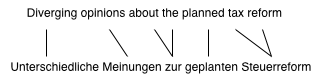 Diverging opinions about the planned tax reform
Unterschiedliche Meinungen zur geplanten Steuerreform